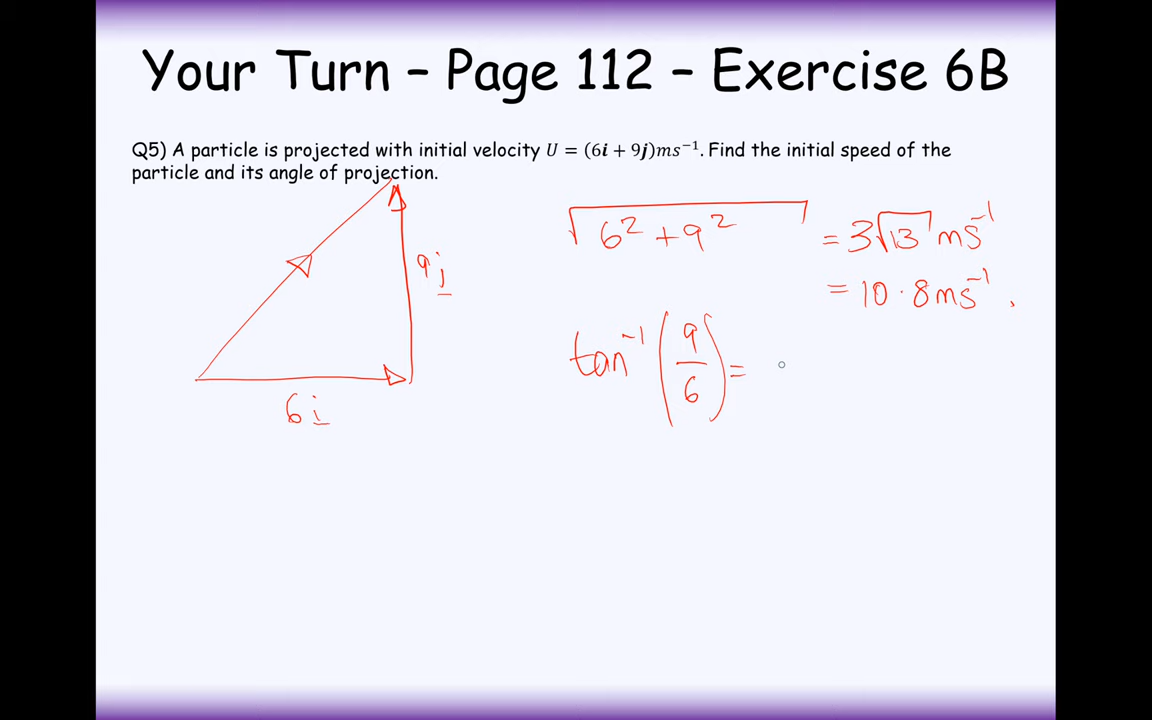 Your Turn – Page 112 – Exercise 6B
Q5) A particle is projected with initial velocity U = (6i + 9j)ms⁻¹. Find the initial speed of the
particle and its angle of projection.
√6² + 9² = 3√13 ms⁻¹
= 10.8ms⁻¹.
9j
tan⁻¹(9/6) =
6i